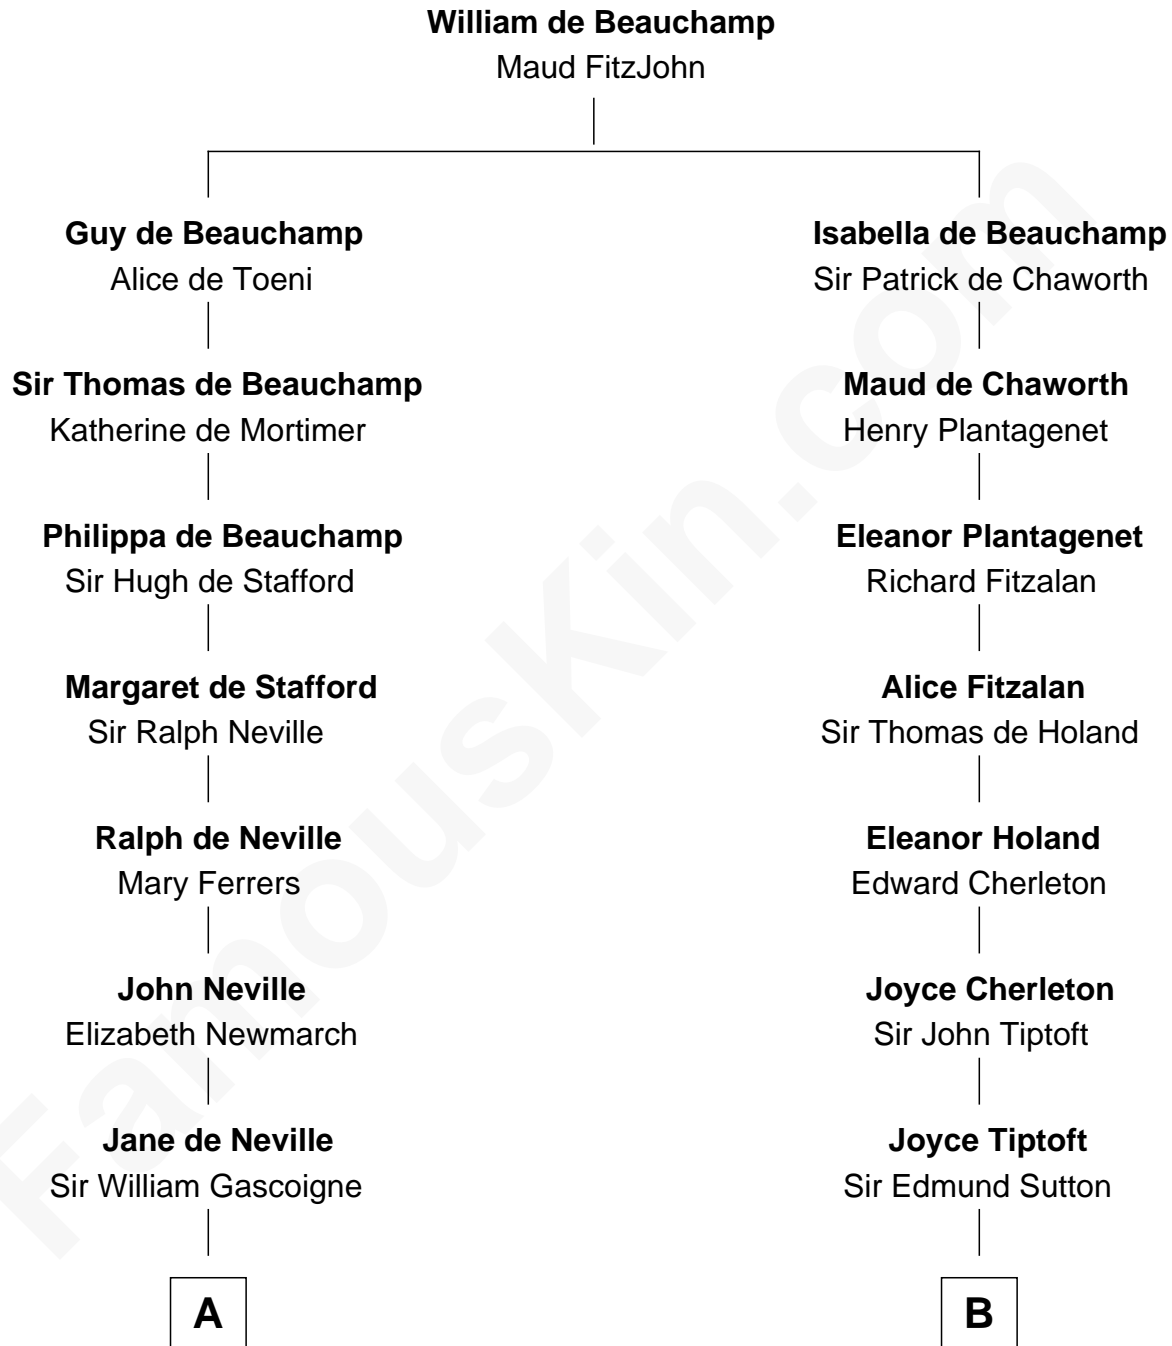 William de Beauchamp
Maud FitzJohn
Guy de Beauchamp
Alice de Toeni
Isabella de Beauchamp
Sir Patrick de Chaworth
Sir Thomas de Beauchamp
Katherine de Mortimer
Maud de Chaworth
Henry Plantagenet
Philippa de Beauchamp
Sir Hugh de Stafford
Eleanor Plantagenet
Richard Fitzalan
Margaret de Stafford
Sir Ralph Neville
Alice Fitzalan
Sir Thomas de Holand
Ralph de Neville
Mary Ferrers
Eleanor Holand
Edward Cherleton
John Neville
Elizabeth Newmarch
Joyce Cherleton
Sir John Tiptoft
Jane de Neville
Sir William Gascoigne
Joyce Tiptoft
Sir Edmund Sutton
A
B
FamousKin.com